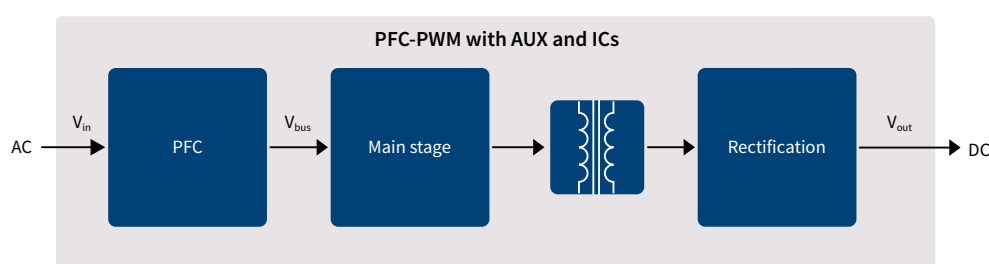 PFC-PWM with AUX and ICs
AC
Vin
PFC
Vbus
Main stage
Rectification
Vout
DC